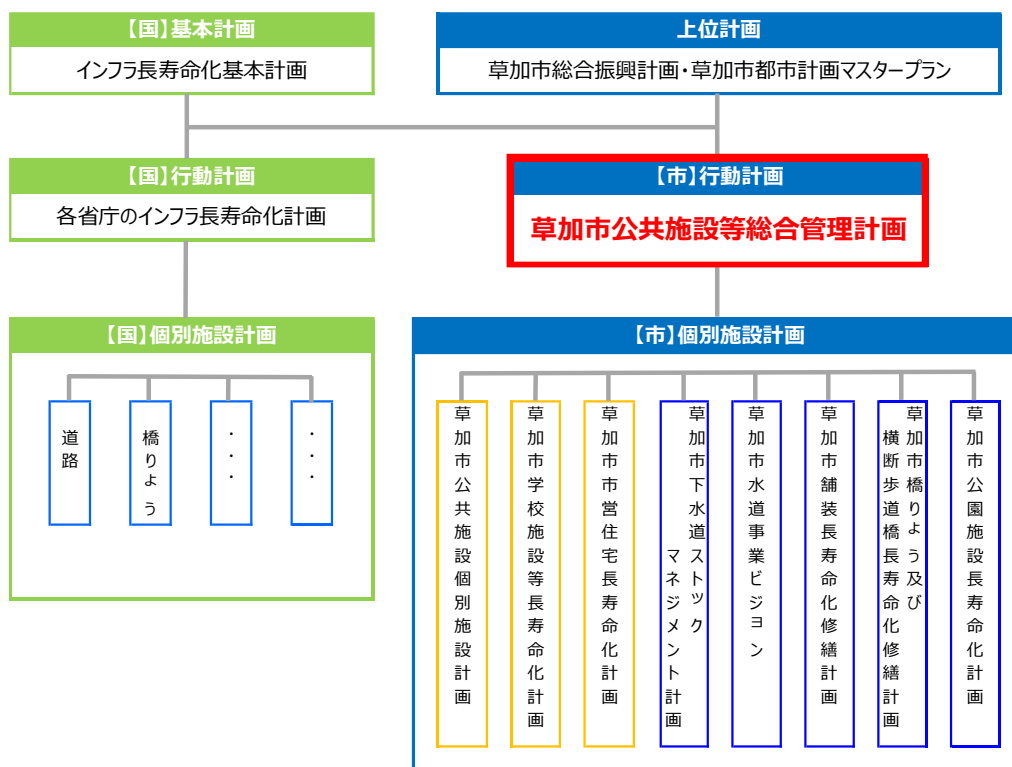 【国】基本計画
インフラ長寿命化基本計画
上位計画
草加市総合振興計画・草加市都市計画マスタープラン
【国】行動計画
各省庁のインフラ長寿命化計画
【市】行動計画
草加市公共施設等総合管理計画
【国】個別施設計画
道路
橋りょう
・・・
・・・
【市】個別施設計画
草加市公共施設個別施設計画
草加市学校施設等長寿命化計画
草加市市営住宅長寿命化計画
草加市下水道ストック
マネジメント計画
草加市水道事業ビジョン
草加市舗装長寿命化修繕計画
草加市橋りょう及び
横断歩道橋長寿命化修繕計画
草加市公園施設長寿命化計画